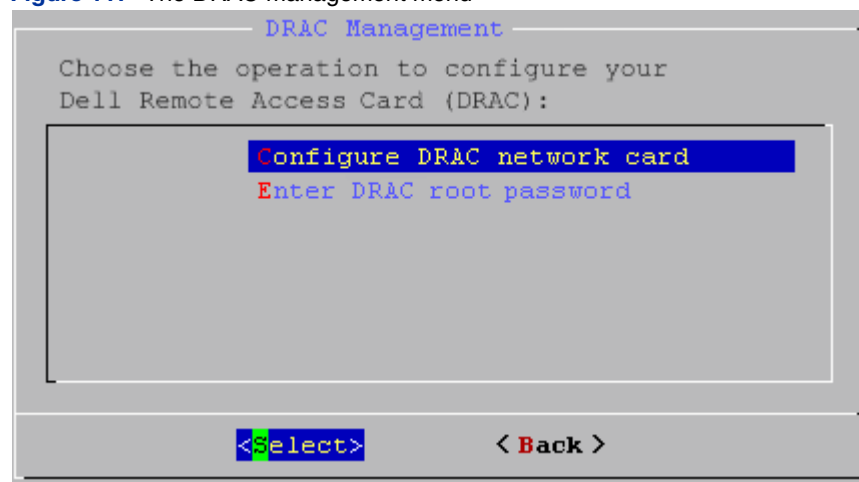 DRAC Management
Choose the operation to configure your
Dell Remote Access Card (DRAC):
Configure DRAC network card
Enter DRAC root password
<Select> <Back>